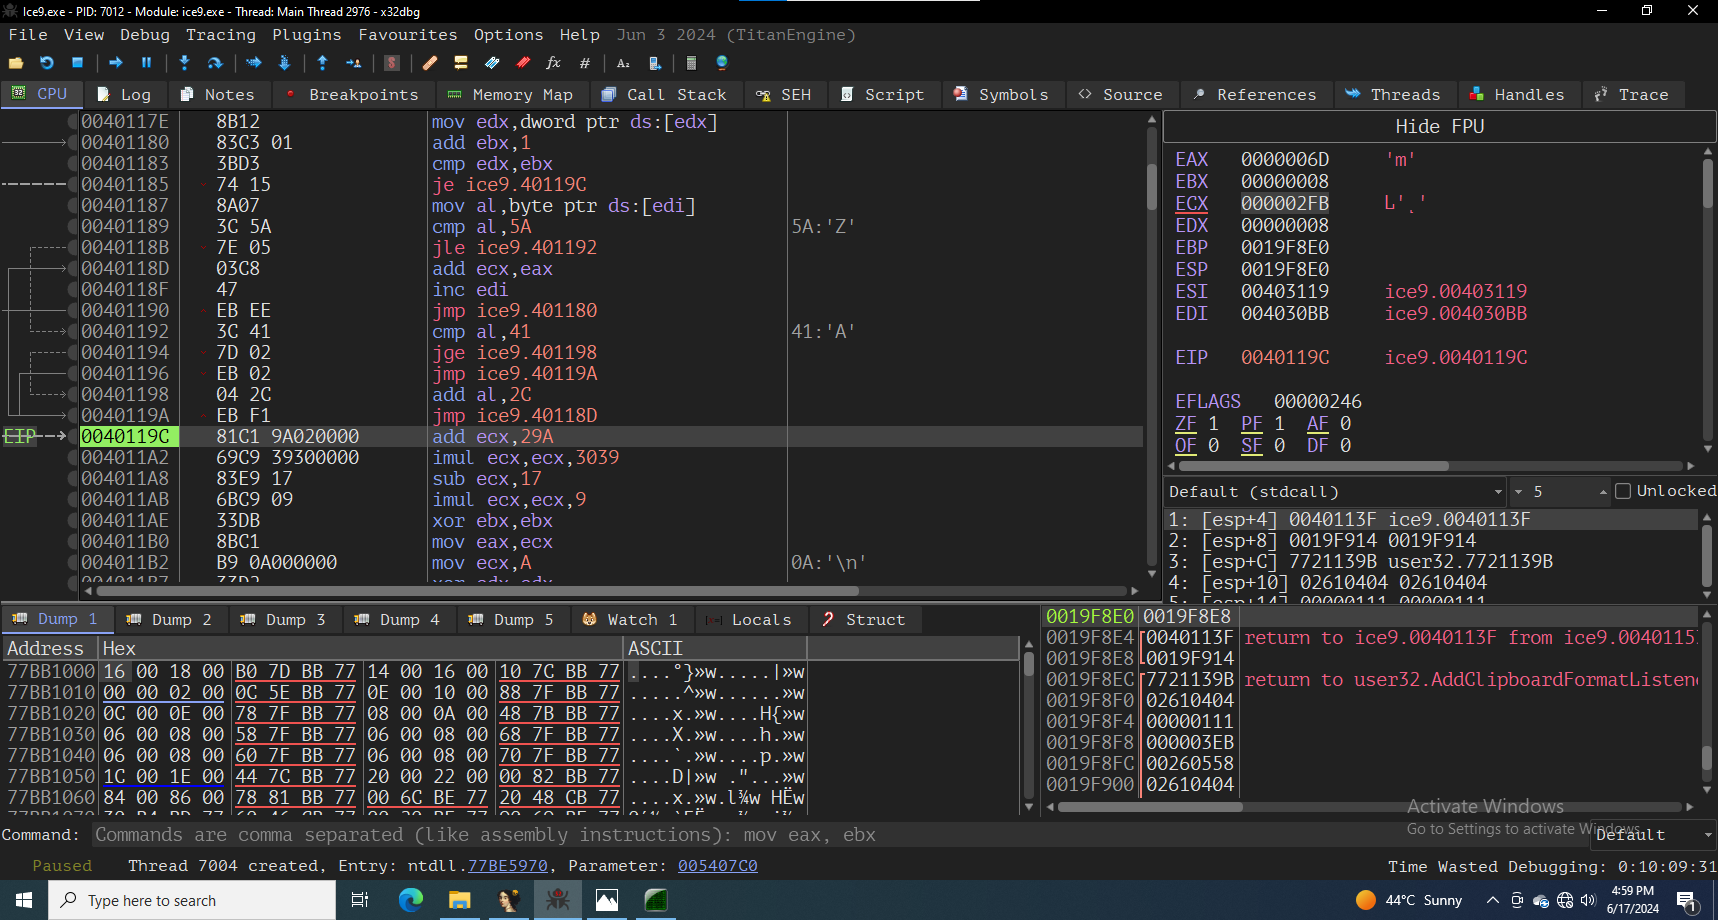 Ice9.exe - PID: 7012 - Module: ice9.exe - Thread: Main Thread 2976 - x32dbg
File View Debug Tracing Plugins Favourites Options Help Jun 3 2024 (TitanEngine)
CPU Log Notes Breakpoints Memory Map Call Stack SEH Script Symbols Source References Threads Handles Trace
0040117E 8B12 mov edx,dword ptr ds:[edx]
00401180 83C3 01 add ebx,1
00401183 3BD3 cmp edx,ebx
00401185 74 15 je ice9.40119C
00401187 8A07 mov al,byte ptr ds:[edi]
00401189 3C 5A cmp al,5A 5A:'Z'
0040118B 7E 05 jle ice9.401192
0040118D 03C8 add ecx,eax
0040118F 47 inc edi
00401190 EB EE jmp ice9.401180
00401192 3C 41 cmp al,41 41:'A'
00401194 7D 02 jge ice9.401198
00401196 EB 02 jmp ice9.40119A
00401198 04 2C add al,2C
0040119A EB F1 jmp ice9.40118D
EIP 0040119C 81C1 9A020000 add ecx,29A
004011A2 69C9 39300000 imul ecx,ecx,3039
004011A8 83E9 17 sub ecx,17
004011AB 6BC9 09 imul ecx,ecx,9
004011AE 33DB xor ebx,ebx
004011B0 8BC1 mov eax,ecx
004011B2 B9 0A000000 mov ecx,A 0A:'\n'
Hide FPU
EAX 0000006D 'm'
EBX 00000008
ECX 000002FB L'˻'
EDX 00000008
EBP 0019F8E0
ESP 0019F8E0
ESI 00403119 ice9.00403119
EDI 004030BB ice9.004030BB
EIP 0040119C ice9.0040119C
EFLAGS 00000246
ZF 1 PF 1 AF 0
OF 0 SF 0 DF 0
Default (stdcall) 5 Unlocked
1: [esp+4] 0040113F ice9.0040113F
2: [esp+8] 0019F914 0019F914
3: [esp+C] 7721139B user32.7721139B
4: [esp+10] 02610404 02610404
5: [esp+14] 00000111 00000111
Dump 1 Dump 2 Dump 3 Dump 4 Dump 5 Watch 1 Locals Struct
Address Hex ASCII
77BB1000 16 00 18 00 B0 7D BB 77 14 00 16 00 10 7C BB 77 ....°}»w.....|»w
77BB1010 00 00 02 00 0C 5E BB 77 0E 00 10 00 88 7F BB 77 .....^»w......»w
77BB1020 0C 00 0E 00 78 7F BB 77 08 00 0A 00 48 7B BB 77 ....x.»w....H{»w
77BB1030 06 00 08 00 58 7F BB 77 06 00 08 00 68 7F BB 77 ....X.»w....h.»w
77BB1040 06 00 08 00 60 7F BB 77 06 00 08 00 70 7F BB 77 ....`.»w....p.»w
77BB1050 1C 00 1E 00 44 7C BB 77 20 00 22 00 00 82 BB 77 ....D|»w ."...»w
77BB1060 84 00 86 00 78 81 BB 77 00 6C BE 77 20 48 CB 77 ....x.»w.l¾w HËw
0019F8E0 0019F8E8
0019F8E4 0040113F return to ice9.0040113F from ice9.0040115
0019F8E8 0019F914
0019F8EC 7721139B return to user32.AddClipboardFormatListene
0019F8F0 02610404
0019F8F4 00000111
0019F8F8 000003EB
0019F8FC 00260558
0019F900 02610404
Activate Windows
Go to Settings to activate Windows.
Command: Commands are comma separated (like assembly instructions): mov eax, ebx Default
Paused Thread 7004 created, Entry: ntdll.77BE5970, Parameter: 005407C0 Time Wasted Debugging: 0:10:09:31
Type here to search 44°C Sunny 4:59 PM
6/17/2024
1